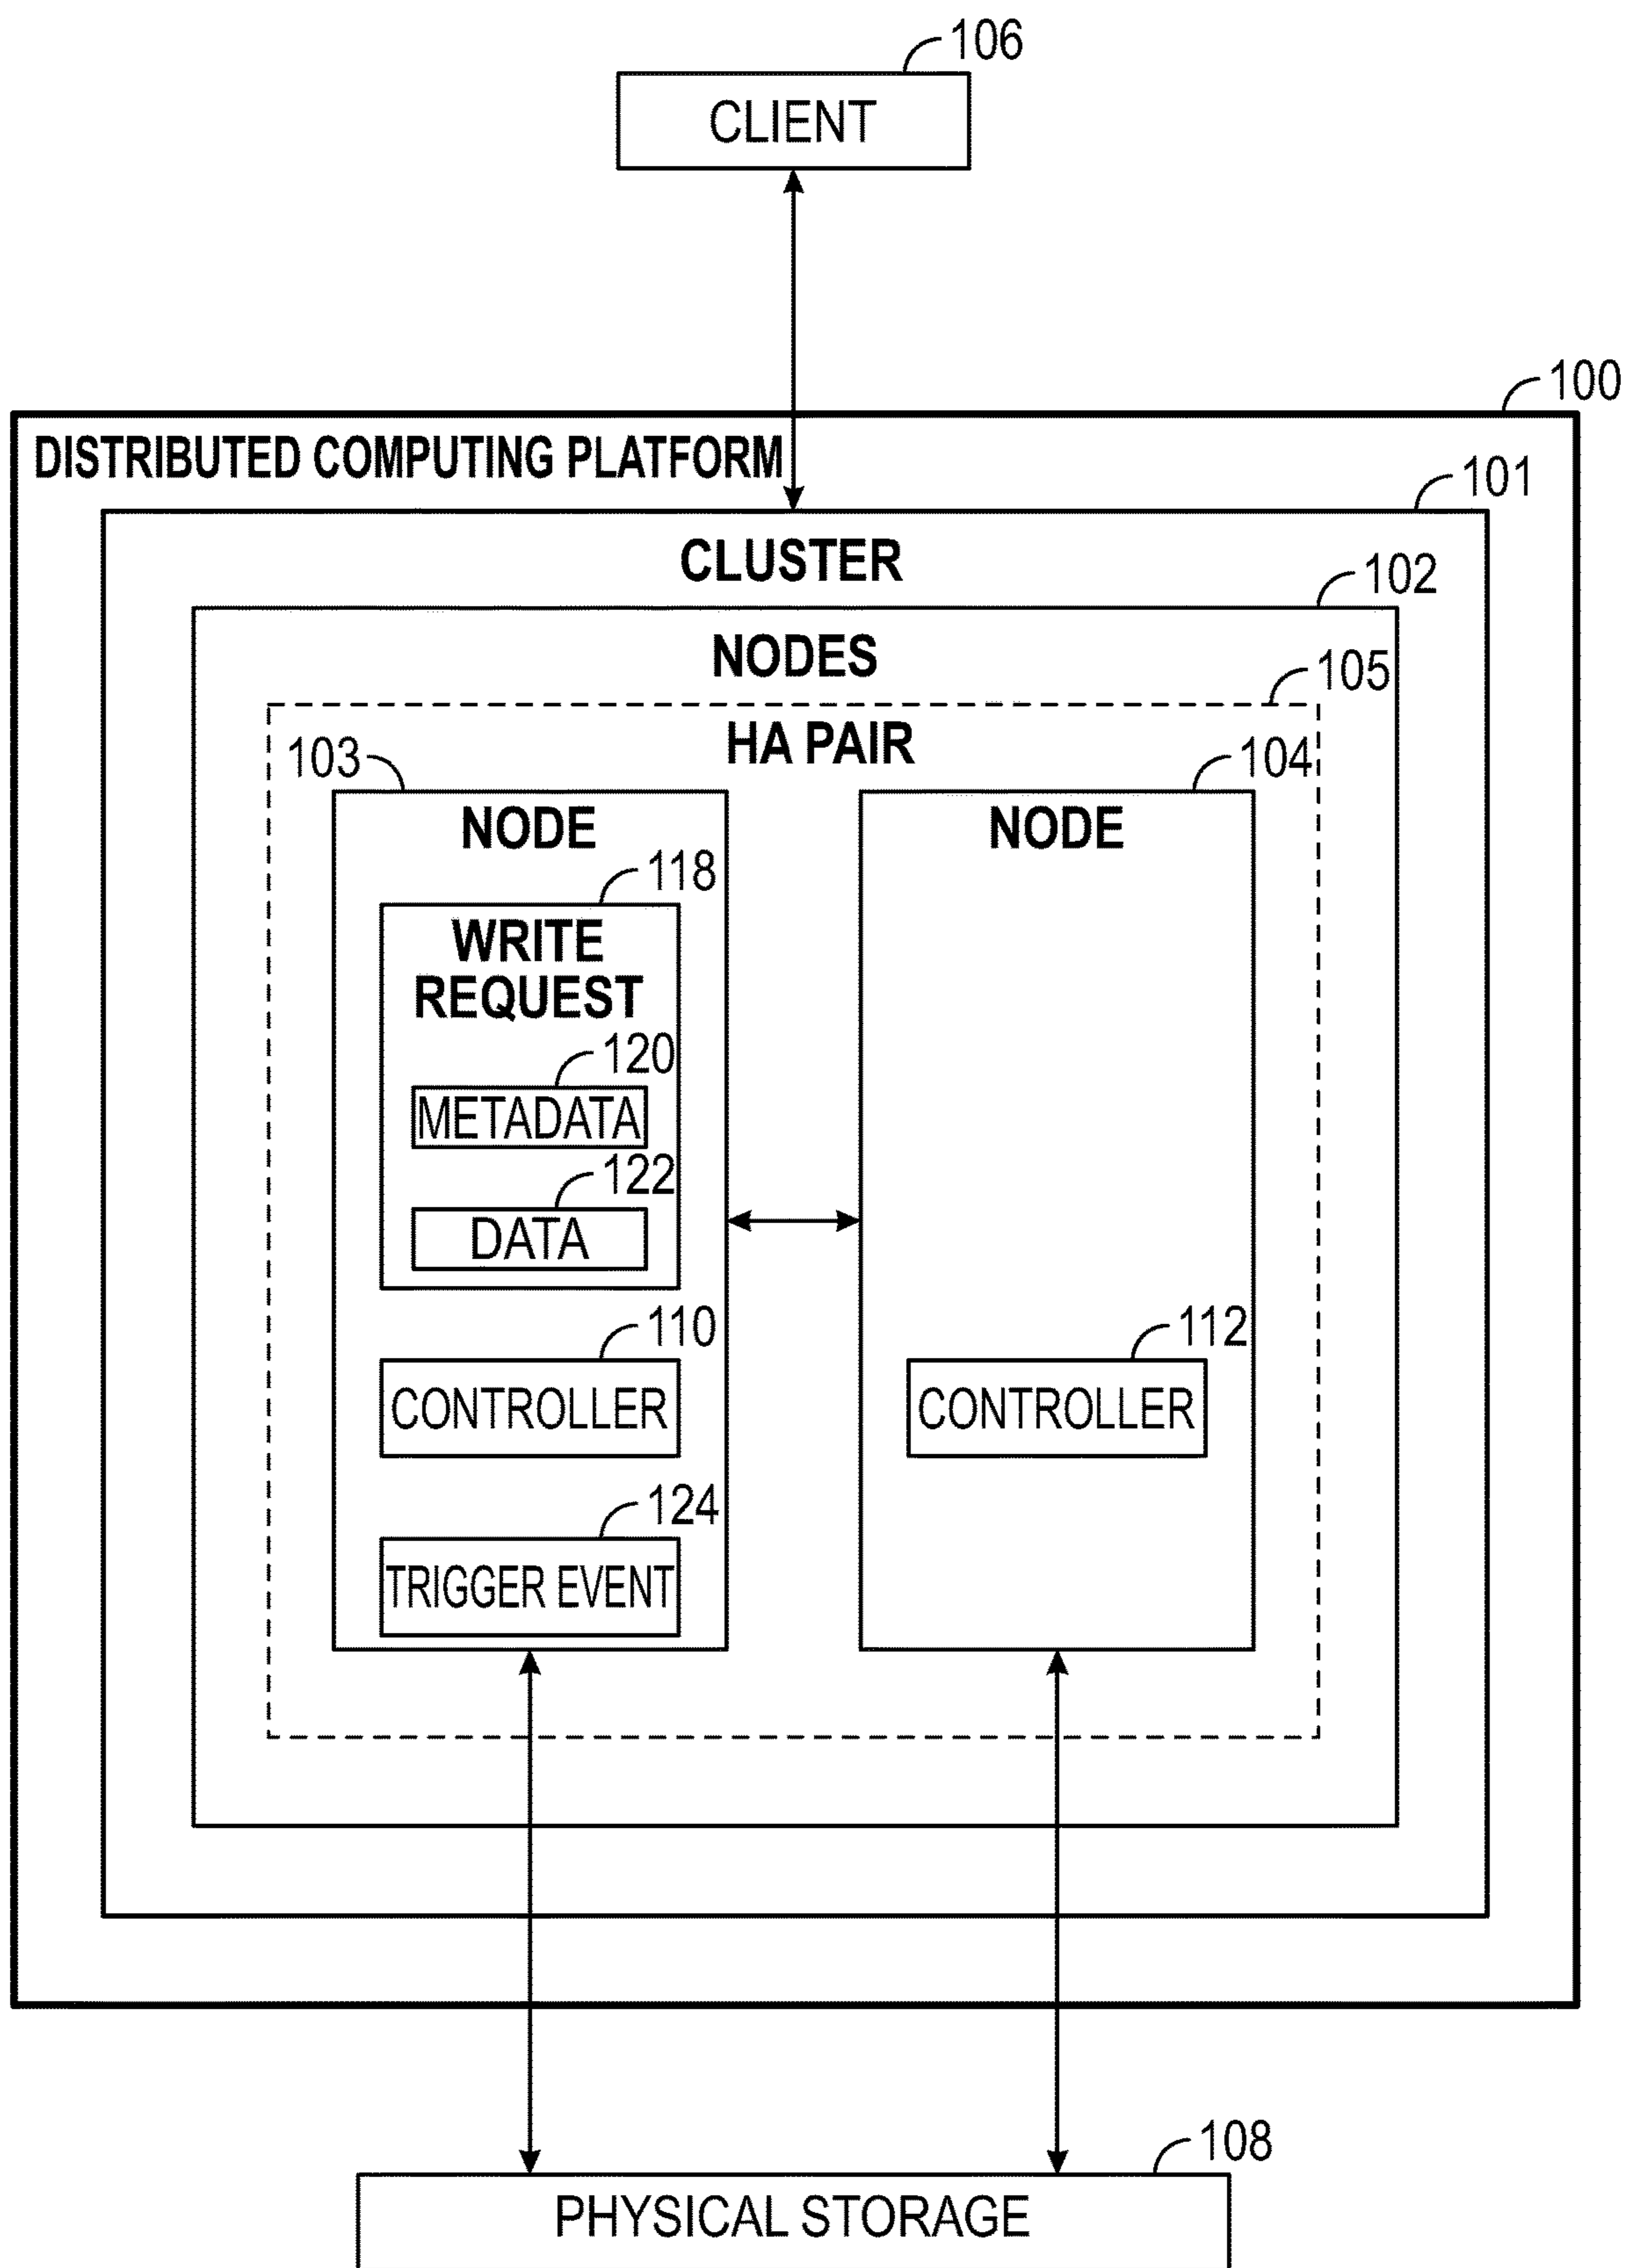 106
CLIENT
100
DISTRIBUTED COMPUTING PLATFORM
101
CLUSTER
102
NODES
105
HA PAIR
103
104
NODE
NODE
118
WRITE
REQUEST
120
METADATA
122
DATA
110
CONTROLLER
112
CONTROLLER
124
TRIGGER EVENT
108
PHYSICAL STORAGE